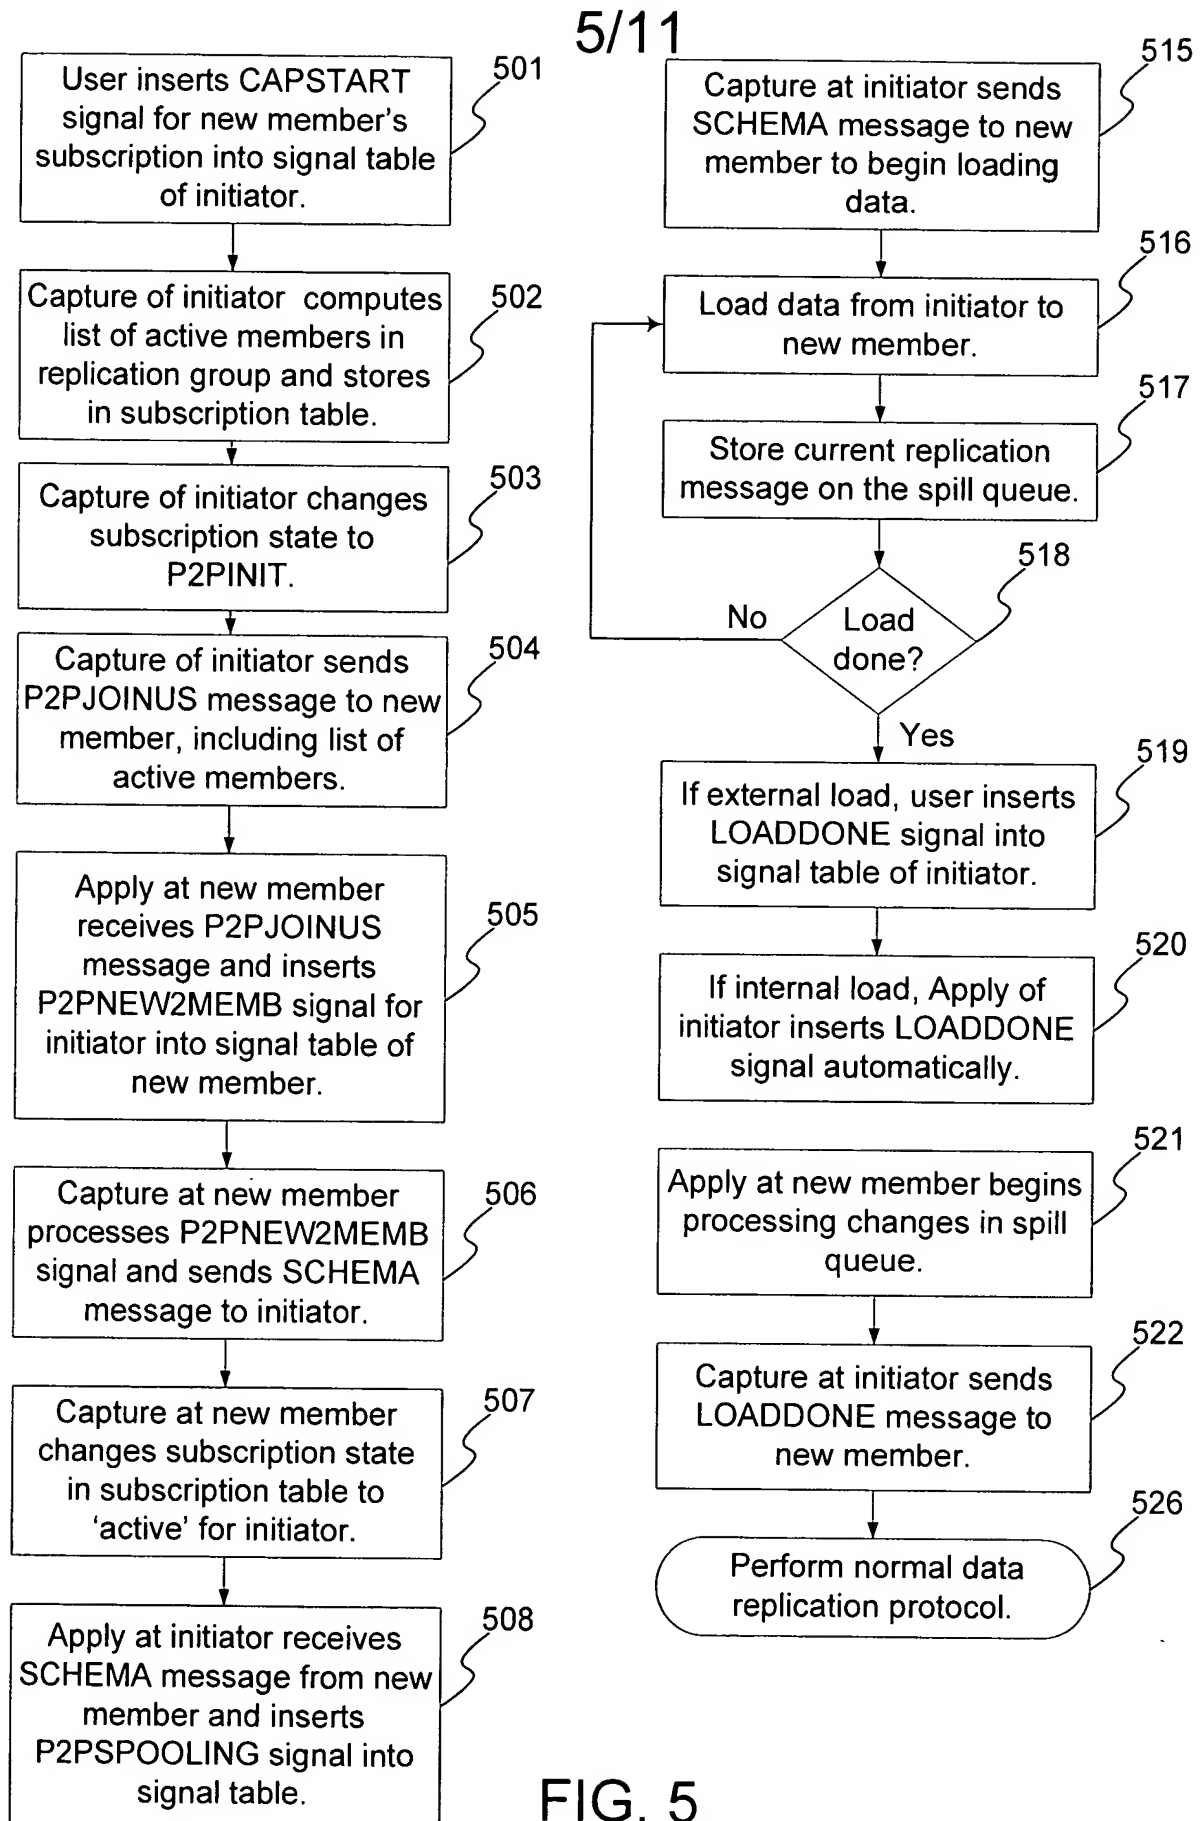 5/11
User inserts CAPSTART
signal for new member's
subscription into signal table
of initiator.
501
Capture of initiator computes
list of active members in
replication group and stores
in subscription table.
502
Capture of initiator changes
subscription state to
P2PINIT.
503
Capture of initiator sends
P2PJOINUS message to new
member, including list of
active members.
504
Apply at new member
receives P2PJOINUS
message and inserts
P2PNEW2MEMB signal for
initiator into signal table of
new member.
505
Capture at new member
processes P2PNEW2MEMB
signal and sends SCHEMA
message to initiator.
506
Capture at new member
changes subscription state
in subscription table to
'active' for initiator.
507
Apply at initiator receives
SCHEMA message from new
member and inserts
P2PSPOOLING signal into
signal table.
508
Capture at initiator sends
SCHEMA message to new
member to begin loading
data.
515
Load data from initiator to
new member.
516
Store current replication
message on the spill queue.
517
Load
done?
518
No
Yes
If external load, user inserts
LOADDONE signal into
signal table of initiator.
519
If internal load, Apply of
initiator inserts LOADDONE
signal automatically.
520
Apply at new member begins
processing changes in spill
queue.
521
Capture at initiator sends
LOADDONE message to
new member.
522
Perform normal data
replication protocol.
526
FIG. 5